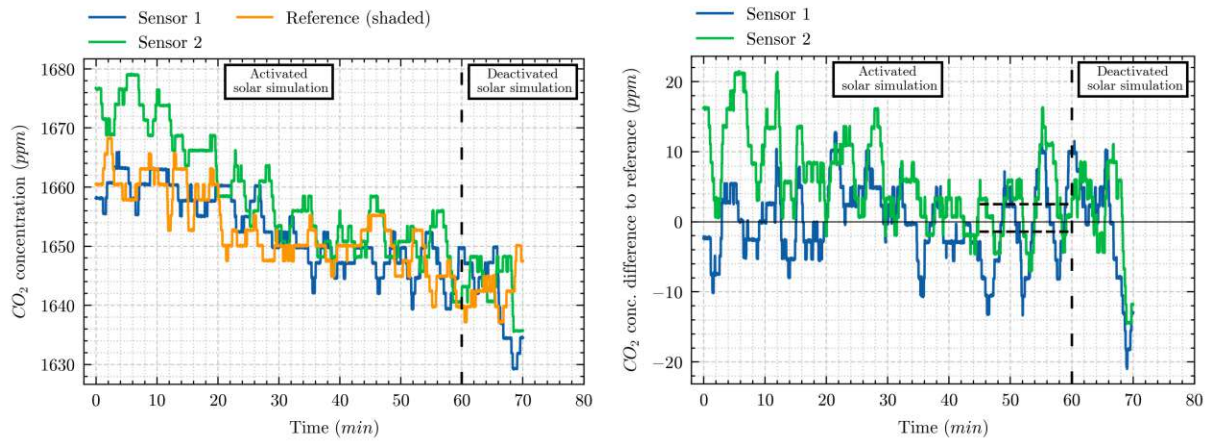 Sensor 1
Reference (shaded)
Sensor 2
CO2 concentration (ppm)
1680
1670
1660
1650
1640
1630
Activated
solar simulation
Deactivated
solar simulation
0 10 20 30 40 50 60 70 80
Time (min)
Sensor 1
Sensor 2
CO2 conc. difference to reference (ppm)
20
10
0
−10
−20
Activated
solar simulation
Deactivated
solar simulation
0 10 20 30 40 50 60 70 80
Time (min)